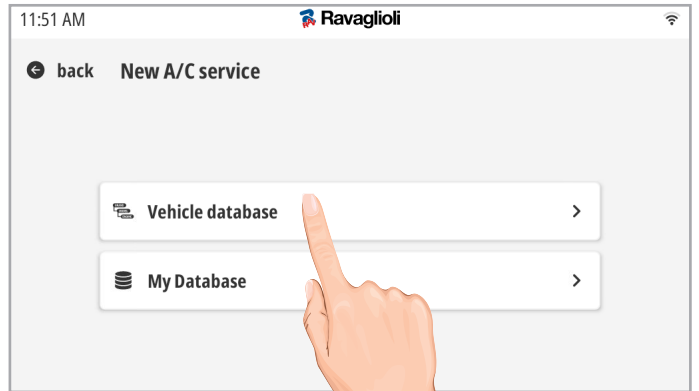 11:51 AM
Ravaglioli
back
New A/C service
Vehicle database
My Database